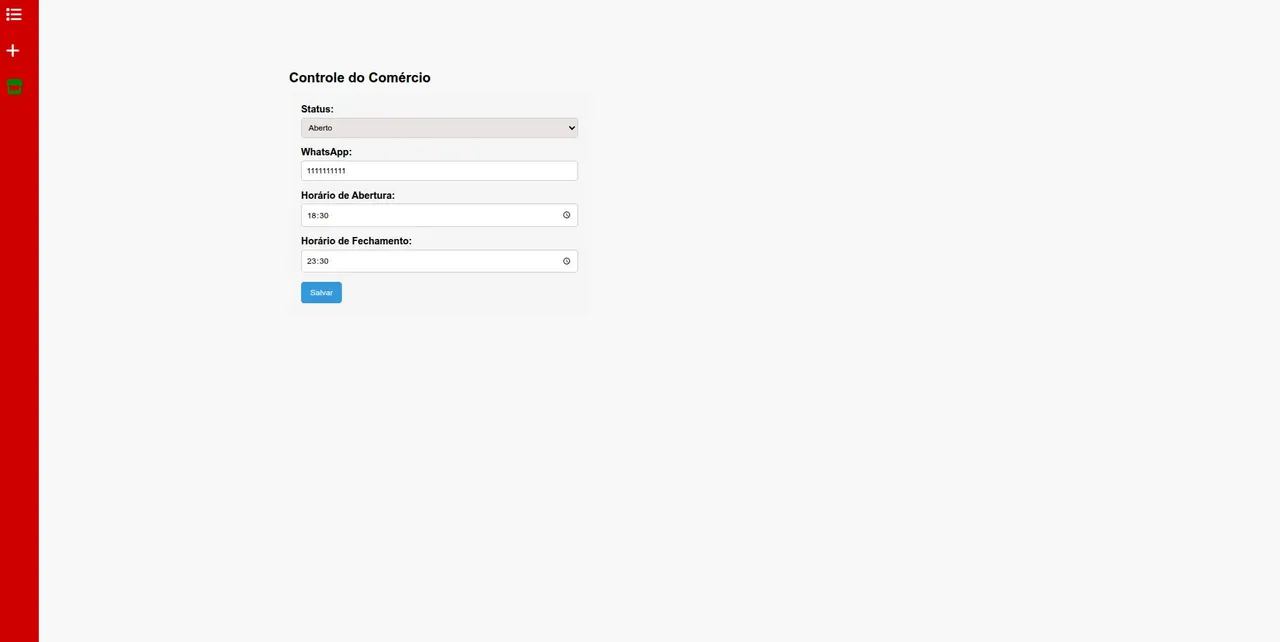 Controle do Comércio
Status:
Aberto
WhatsApp:
1111111111
Horário de Abertura:
18:30
Horário de Fechamento:
23:30
Salvar